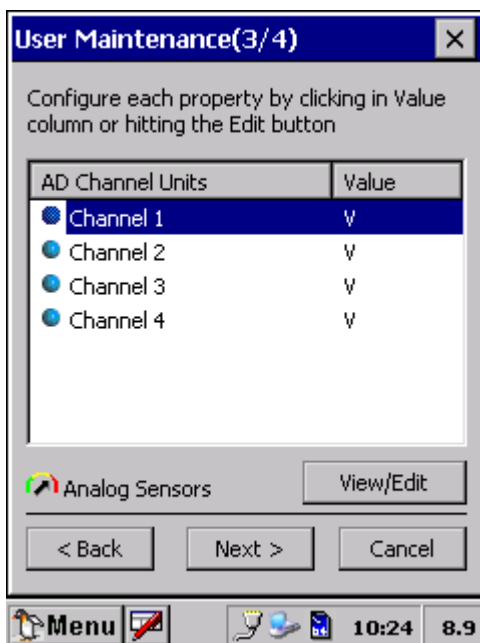 User Maintenance(3/4)
Configure each property by clicking in Value
column or hitting the Edit button
AD Channel Units Value
Channel 1 V
Channel 2 V
Channel 3 V
Channel 4 V
Analog Sensors View/Edit
< Back Next > Cancel
Menu 10:24 8.9